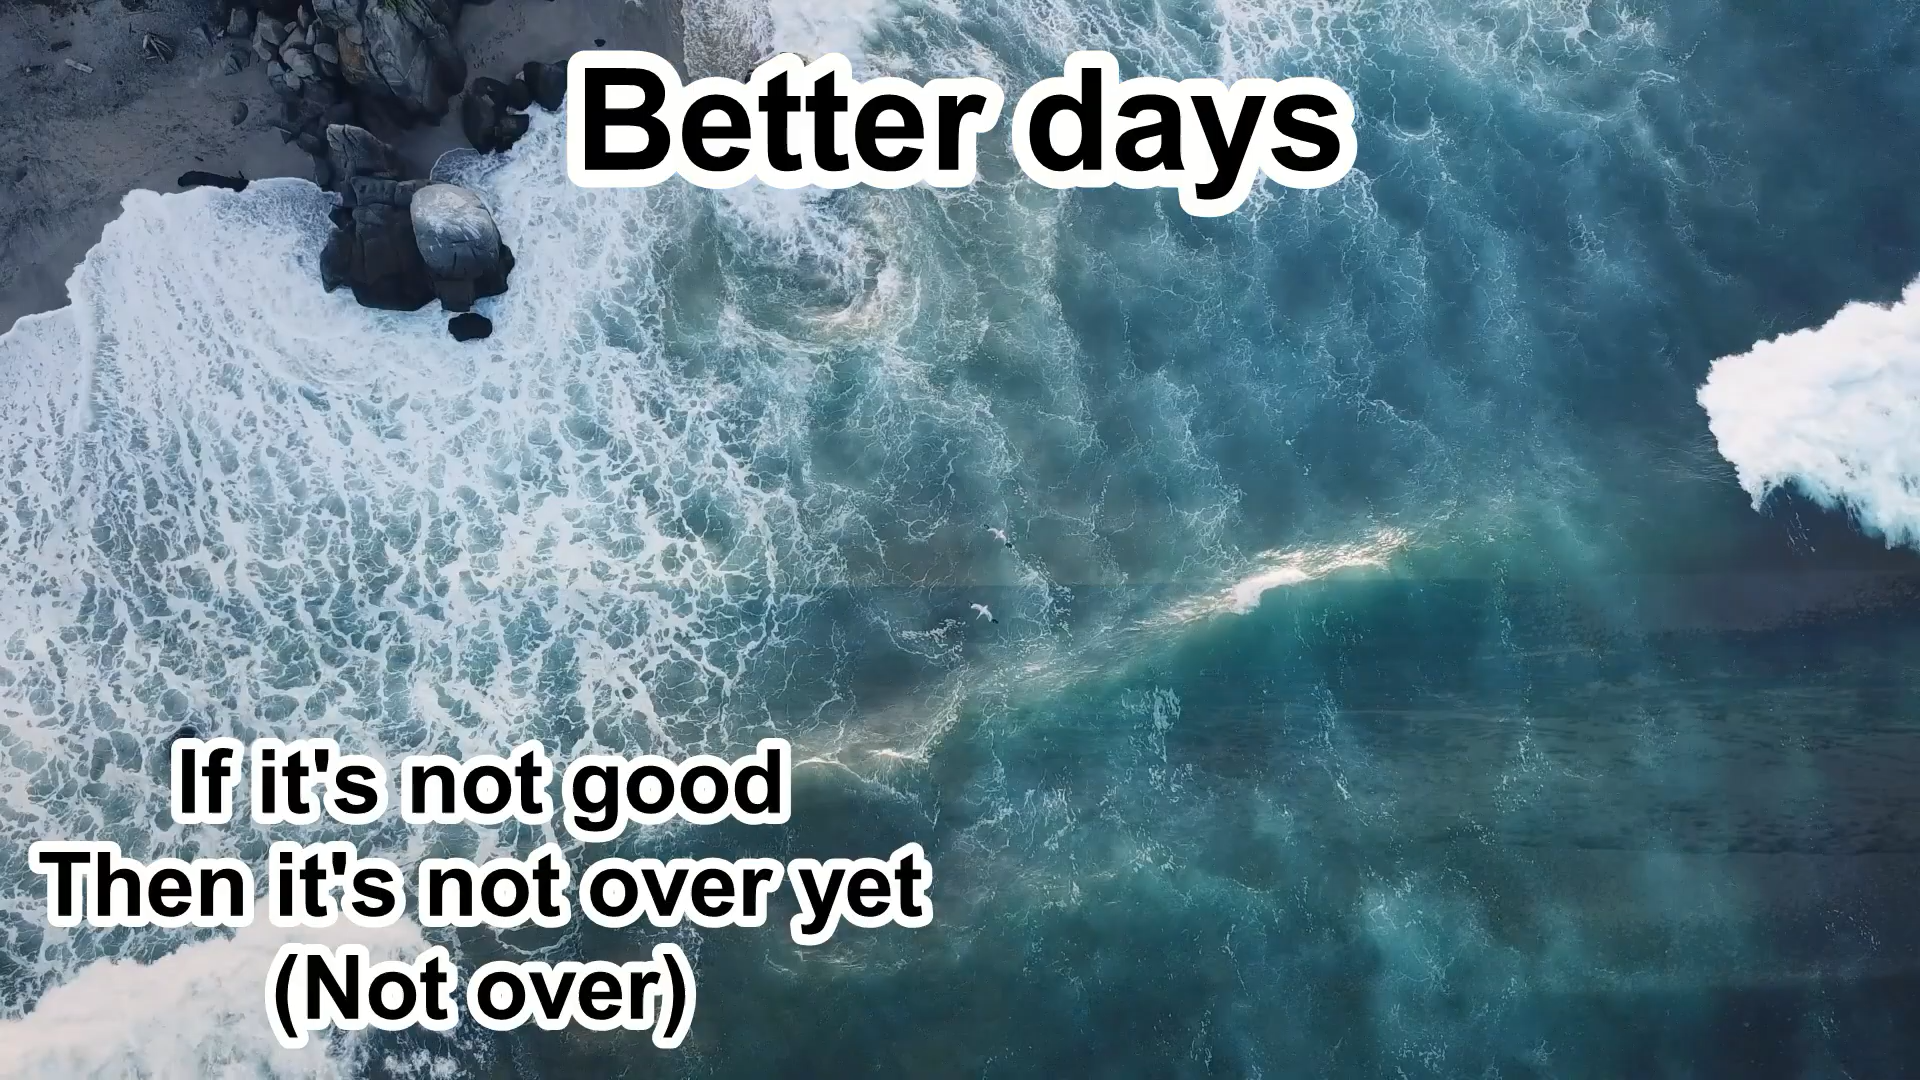 Better days
If it's not good
Then it's not over yet
(Not over)